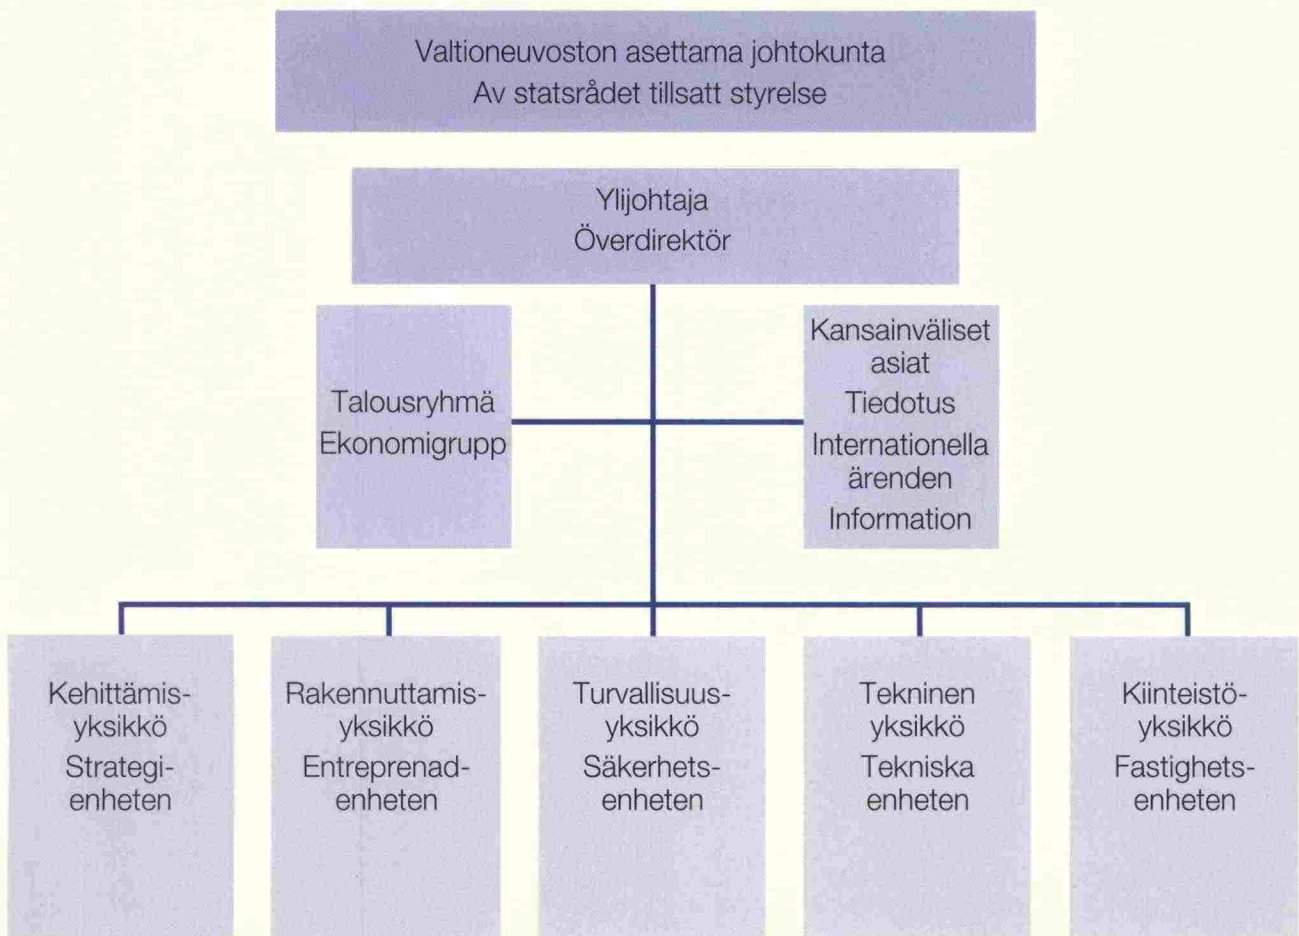 Valtioneuvoston asettama johtokunta
Av statsrådet tillsatt styrelse
Ylijohtaja
Överdirektör
Talousryhmä
Ekonomigrupp
Kansainväliset
asiat
Tiedotus
Internationella
ärenden
Information
Kehittämis-
yksikkö
Strategi-
enheten
Rakennuttamis-
yksikkö
Entreprenad-
enheten
Turvallisuus-
yksikkö
Säkerhets-
enheten
Tekninen
yksikkö
Tekniska
enheten
Kiinteistö-
yksikkö
Fastighets-
enheten